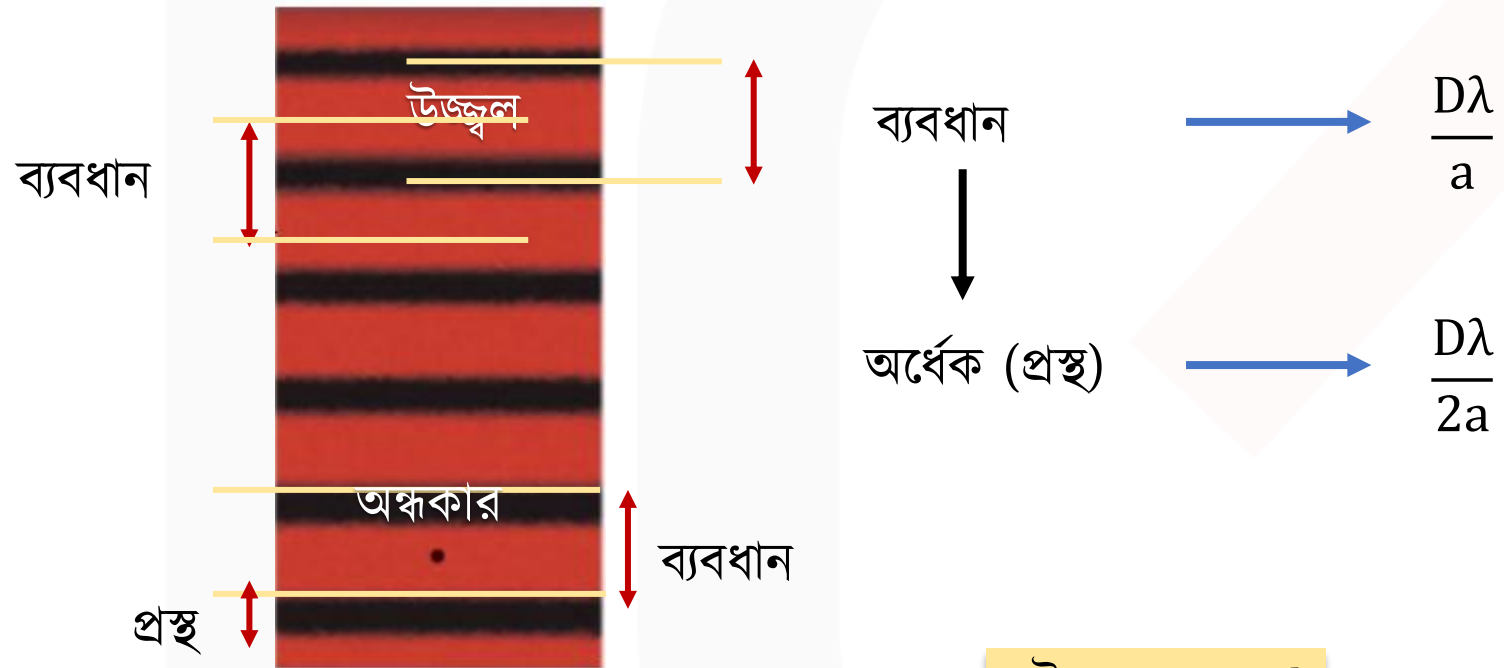 উজ্জ্বল
ব্যবধান
ব্যবধান
Dλ
a
অর্ধেক (প্রস্থ)
Dλ
2a
অন্ধকার
ব্যবধান
প্রস্থ